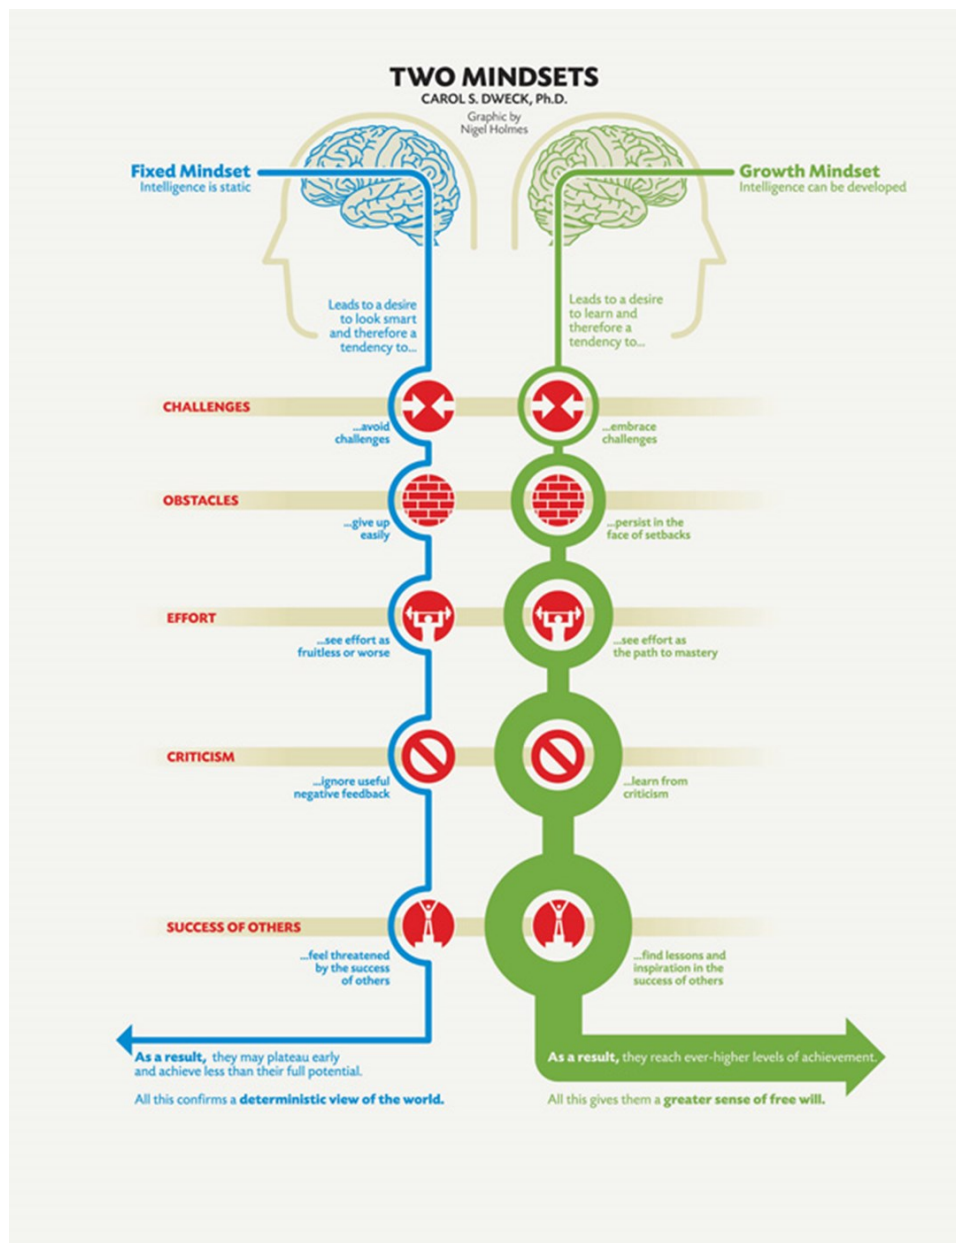 TWO MINDSETS
CAROL S. DWECK, Ph.D.
Graphic by
Nigel Holmes
Fixed Mindset
Intelligence is static
Growth Mindset
Intelligence can be developed
Leads to a desire
to look smart
and therefore a
tendency to...
Leads to a desire
to learn and
therefore a
tendency to...
CHALLENGES
...avoid
challenges
...embrace
challenges
OBSTACLES
...give up
easily
...persist in the
face of setbacks
EFFORT
...see effort as
fruitless or worse
...see effort as
the path to mastery
CRITICISM
...ignore useful
negative feedback
...learn from
criticism
SUCCESS OF OTHERS
...feel threatened
by the success
of others
...find lessons and
inspiration in the
success of others
As a result, they may plateau early
and achieve less than their full potential.
All this confirms a deterministic view of the world.
As a result, they reach ever-higher levels of achievement.
All this gives them a greater sense of free will.